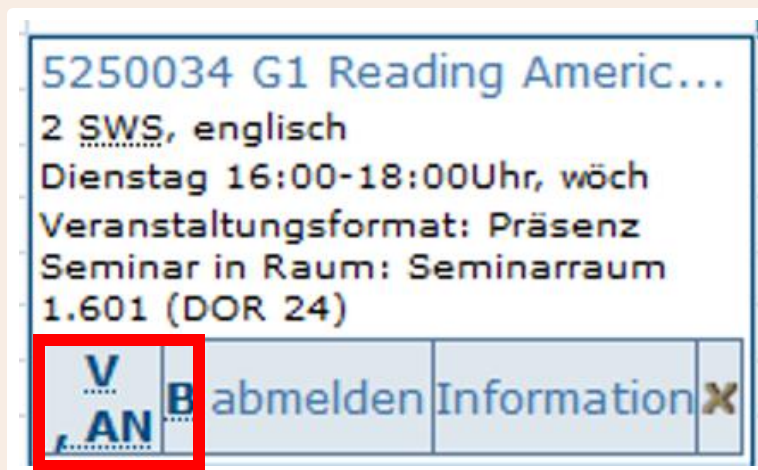 5250034 G1 Reading Americ...
2 SWS, englisch
Dienstag 16:00-18:00Uhr, wöch
Veranstaltungsformat: Präsenz
Seminar in Raum: Seminarraum
1.601 (DOR 24)
V
, AN
B abmelden Information X